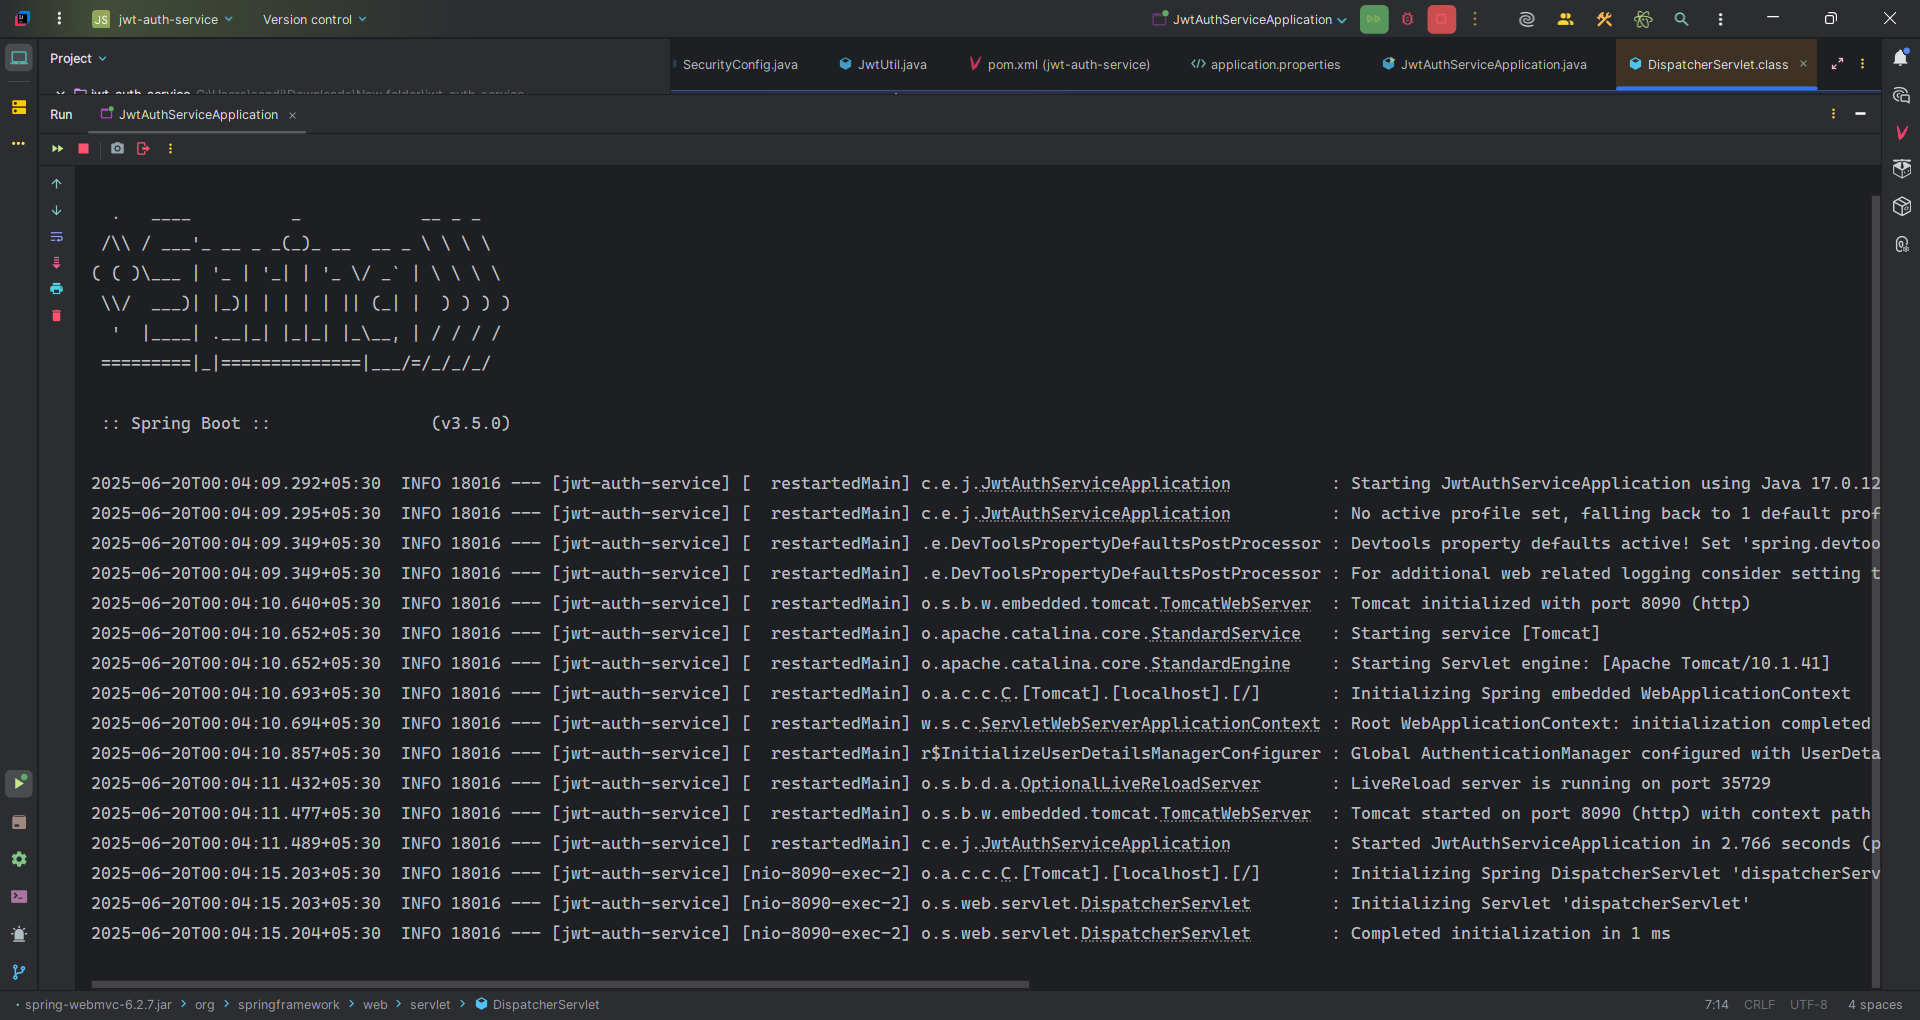 JS jwt-auth-service Version control JwtAuthServiceApplication
Project
SecurityConfig.java JwtUtil.java pom.xml (jwt-auth-service) application.properties JwtAuthServiceApplication.java DispatcherServlet.class
jwt-auth-service C:\Users\sandi\Downloads\New folder\jwt-auth-service
Run JwtAuthServiceApplication
  .   ____          _            __ _ _
 /\\ / ___'_ __ _ _(_)_ __  __ _ \ \ \ \
( ( )\___ | '_ | '_| | '_ \/ _` | \ \ \ \
 \\/  ___)| |_)| | | | | || (_| |  ) ) ) )
  '  |____| .__|_| |_|_| |_\__, | / / / /
 =========|_|==============|___/=/_/_/_/
 :: Spring Boot ::                (v3.5.0)
2025-06-20T00:04:09.292+05:30  INFO 18016 --- [jwt-auth-service] [  restartedMain] c.e.j.JwtAuthServiceApplication          : Starting JwtAuthServiceApplication using Java 17.0.12
2025-06-20T00:04:09.295+05:30  INFO 18016 --- [jwt-auth-service] [  restartedMain] c.e.j.JwtAuthServiceApplication          : No active profile set, falling back to 1 default prof
2025-06-20T00:04:09.349+05:30  INFO 18016 --- [jwt-auth-service] [  restartedMain] .e.DevToolsPropertyDefaultsPostProcessor : Devtools property defaults active! Set 'spring.devtoo
2025-06-20T00:04:09.349+05:30  INFO 18016 --- [jwt-auth-service] [  restartedMain] .e.DevToolsPropertyDefaultsPostProcessor : For additional web related logging consider setting t
2025-06-20T00:04:10.640+05:30  INFO 18016 --- [jwt-auth-service] [  restartedMain] o.s.b.w.embedded.tomcat.TomcatWebServer  : Tomcat initialized with port 8090 (http)
2025-06-20T00:04:10.652+05:30  INFO 18016 --- [jwt-auth-service] [  restartedMain] o.apache.catalina.core.StandardService   : Starting service [Tomcat]
2025-06-20T00:04:10.652+05:30  INFO 18016 --- [jwt-auth-service] [  restartedMain] o.apache.catalina.core.StandardEngine    : Starting Servlet engine: [Apache Tomcat/10.1.41]
2025-06-20T00:04:10.693+05:30  INFO 18016 --- [jwt-auth-service] [  restartedMain] o.a.c.c.C.[Tomcat].[localhost].[/]       : Initializing Spring embedded WebApplicationContext
2025-06-20T00:04:10.694+05:30  INFO 18016 --- [jwt-auth-service] [  restartedMain] w.s.c.ServletWebServerApplicationContext : Root WebApplicationContext: initialization completed
2025-06-20T00:04:10.857+05:30  INFO 18016 --- [jwt-auth-service] [  restartedMain] r$InitializeUserDetailsManagerConfigurer : Global AuthenticationManager configured with UserDeta
2025-06-20T00:04:11.432+05:30  INFO 18016 --- [jwt-auth-service] [  restartedMain] o.s.b.d.a.OptionalLiveReloadServer       : LiveReload server is running on port 35729
2025-06-20T00:04:11.477+05:30  INFO 18016 --- [jwt-auth-service] [  restartedMain] o.s.b.w.embedded.tomcat.TomcatWebServer  : Tomcat started on port 8090 (http) with context path
2025-06-20T00:04:11.489+05:30  INFO 18016 --- [jwt-auth-service] [  restartedMain] c.e.j.JwtAuthServiceApplication          : Started JwtAuthServiceApplication in 2.766 seconds (p
2025-06-20T00:04:15.203+05:30  INFO 18016 --- [jwt-auth-service] [nio-8090-exec-2] o.a.c.c.C.[Tomcat].[localhost].[/]       : Initializing Spring DispatcherServlet 'dispatcherServ
2025-06-20T00:04:15.203+05:30  INFO 18016 --- [jwt-auth-service] [nio-8090-exec-2] o.s.web.servlet.DispatcherServlet        : Initializing Servlet 'dispatcherServlet'
2025-06-20T00:04:15.204+05:30  INFO 18016 --- [jwt-auth-service] [nio-8090-exec-2] o.s.web.servlet.DispatcherServlet        : Completed initialization in 1 ms
spring-webmvc-6.2.7.jar > org > springframework > web > servlet > DispatcherServlet 7:14 CRLF UTF-8 4 spaces